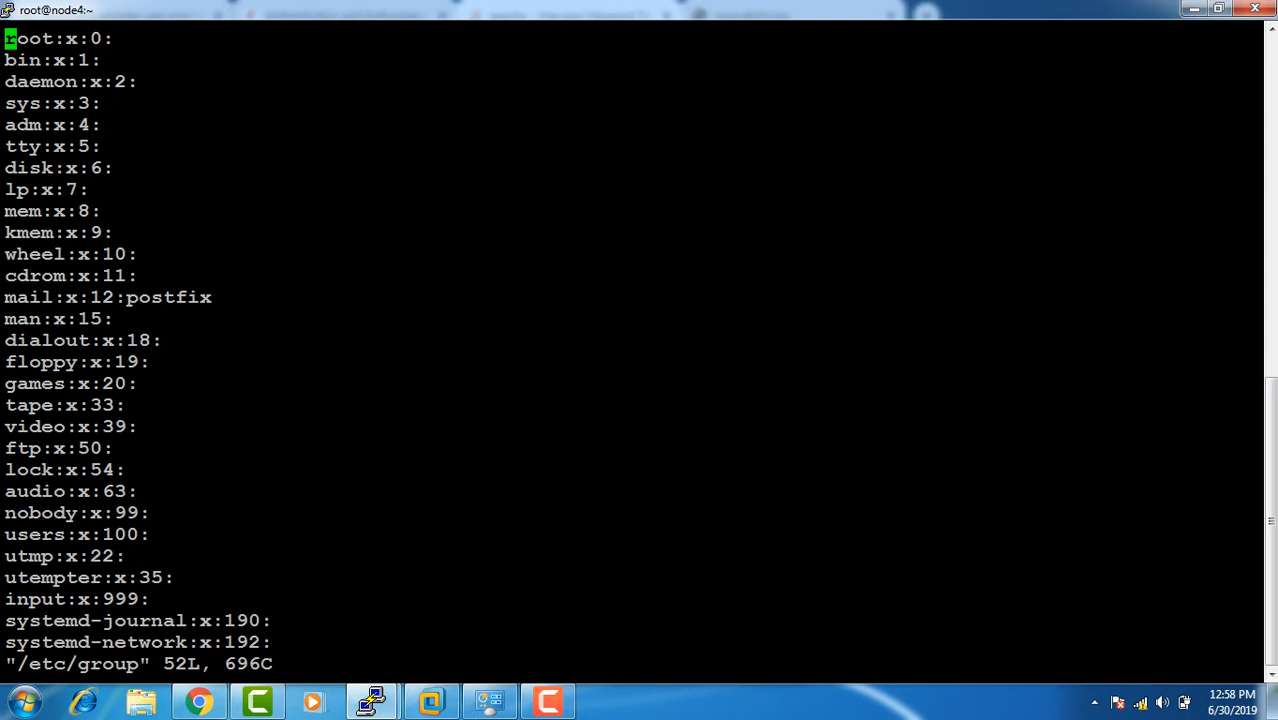 root@node4:~
root:x:0:
bin:x:1:
daemon:x:2:
sys:x:3:
adm:x:4:
tty:x:5:
disk:x:6:
lp:x:7:
mem:x:8:
kmem:x:9:
wheel:x:10:
cdrom:x:11:
mail:x:12:postfix
man:x:15:
dialout:x:18:
floppy:x:19:
games:x:20:
tape:x:33:
video:x:39:
ftp:x:50:
lock:x:54:
audio:x:63:
nobody:x:99:
users:x:100:
utmp:x:22:
utempter:x:35:
input:x:999:
systemd-journal:x:190:
systemd-network:x:192:
"/etc/group" 52L, 696C
12:58 PM
6/30/2019